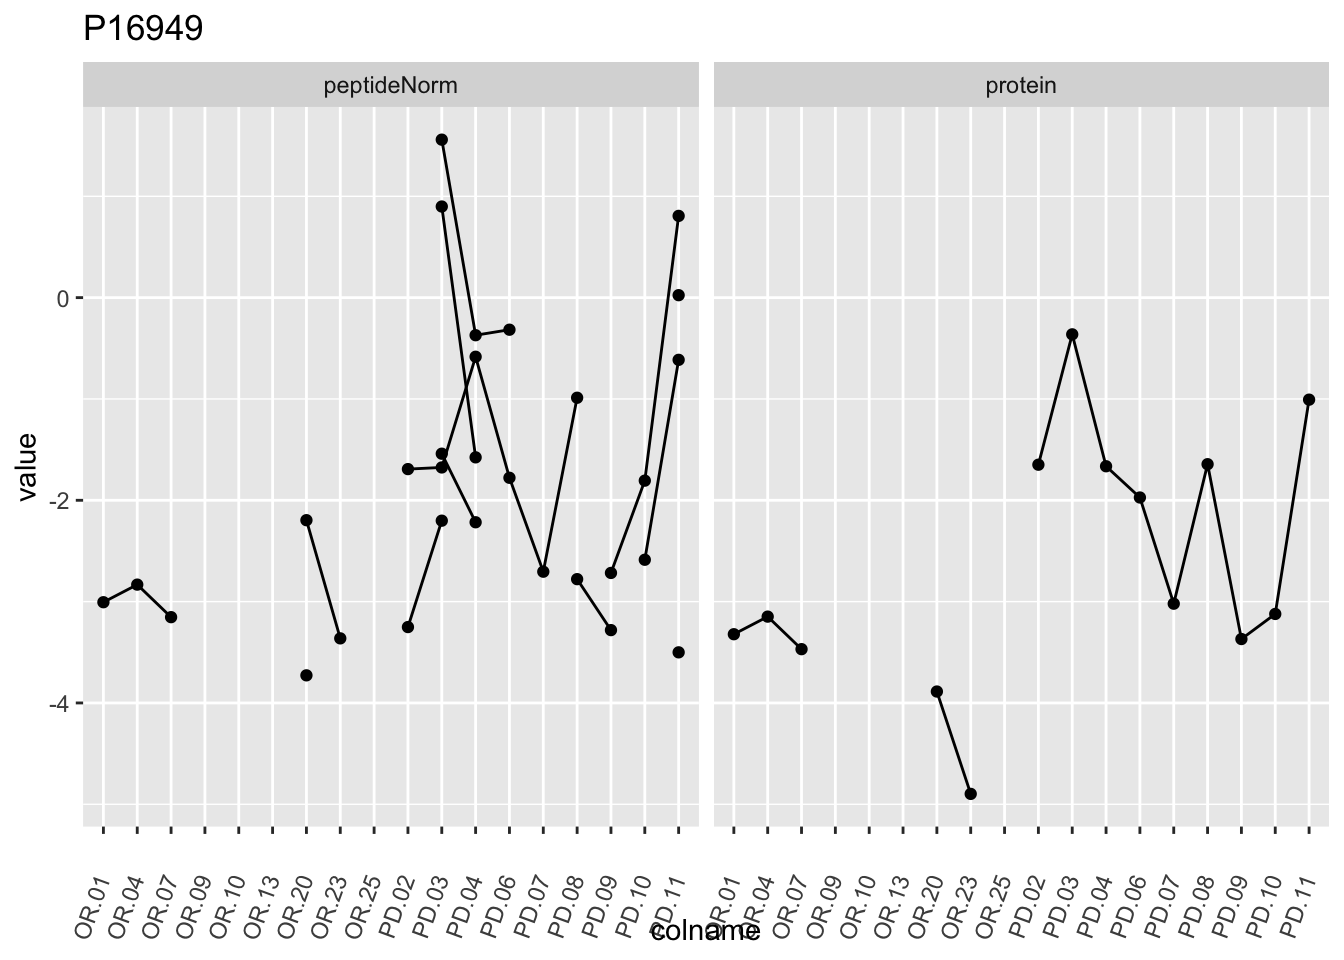 P16949
peptideNorm
protein
value
0
-2
-4
OR.01
OR.04
OR.07
OR.09
OR.10
OR.13
OR.20
OR.23
OR.25
PD.02
PD.03
PD.04
PD.06
PD.07
PD.08
PD.09
PD.10
PD.11
OR.01
OR.04
OR.07
OR.09
OR.10
OR.13
OR.20
OR.23
OR.25
PD.02
PD.03
PD.04
PD.06
PD.07
PD.08
PD.09
PD.10
PD.11
colname